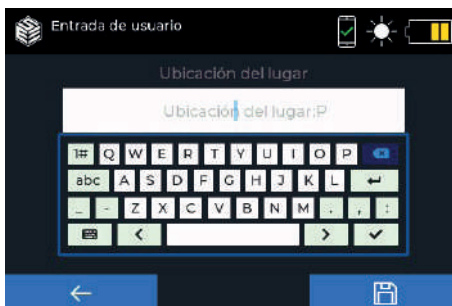 Entrada de usuario
Ubicación del lugar
Ubicación del lugar:P
1# Q W E R T Y U I O P
abc A S D F G H J K L
_ - Z X C V B N M . , :